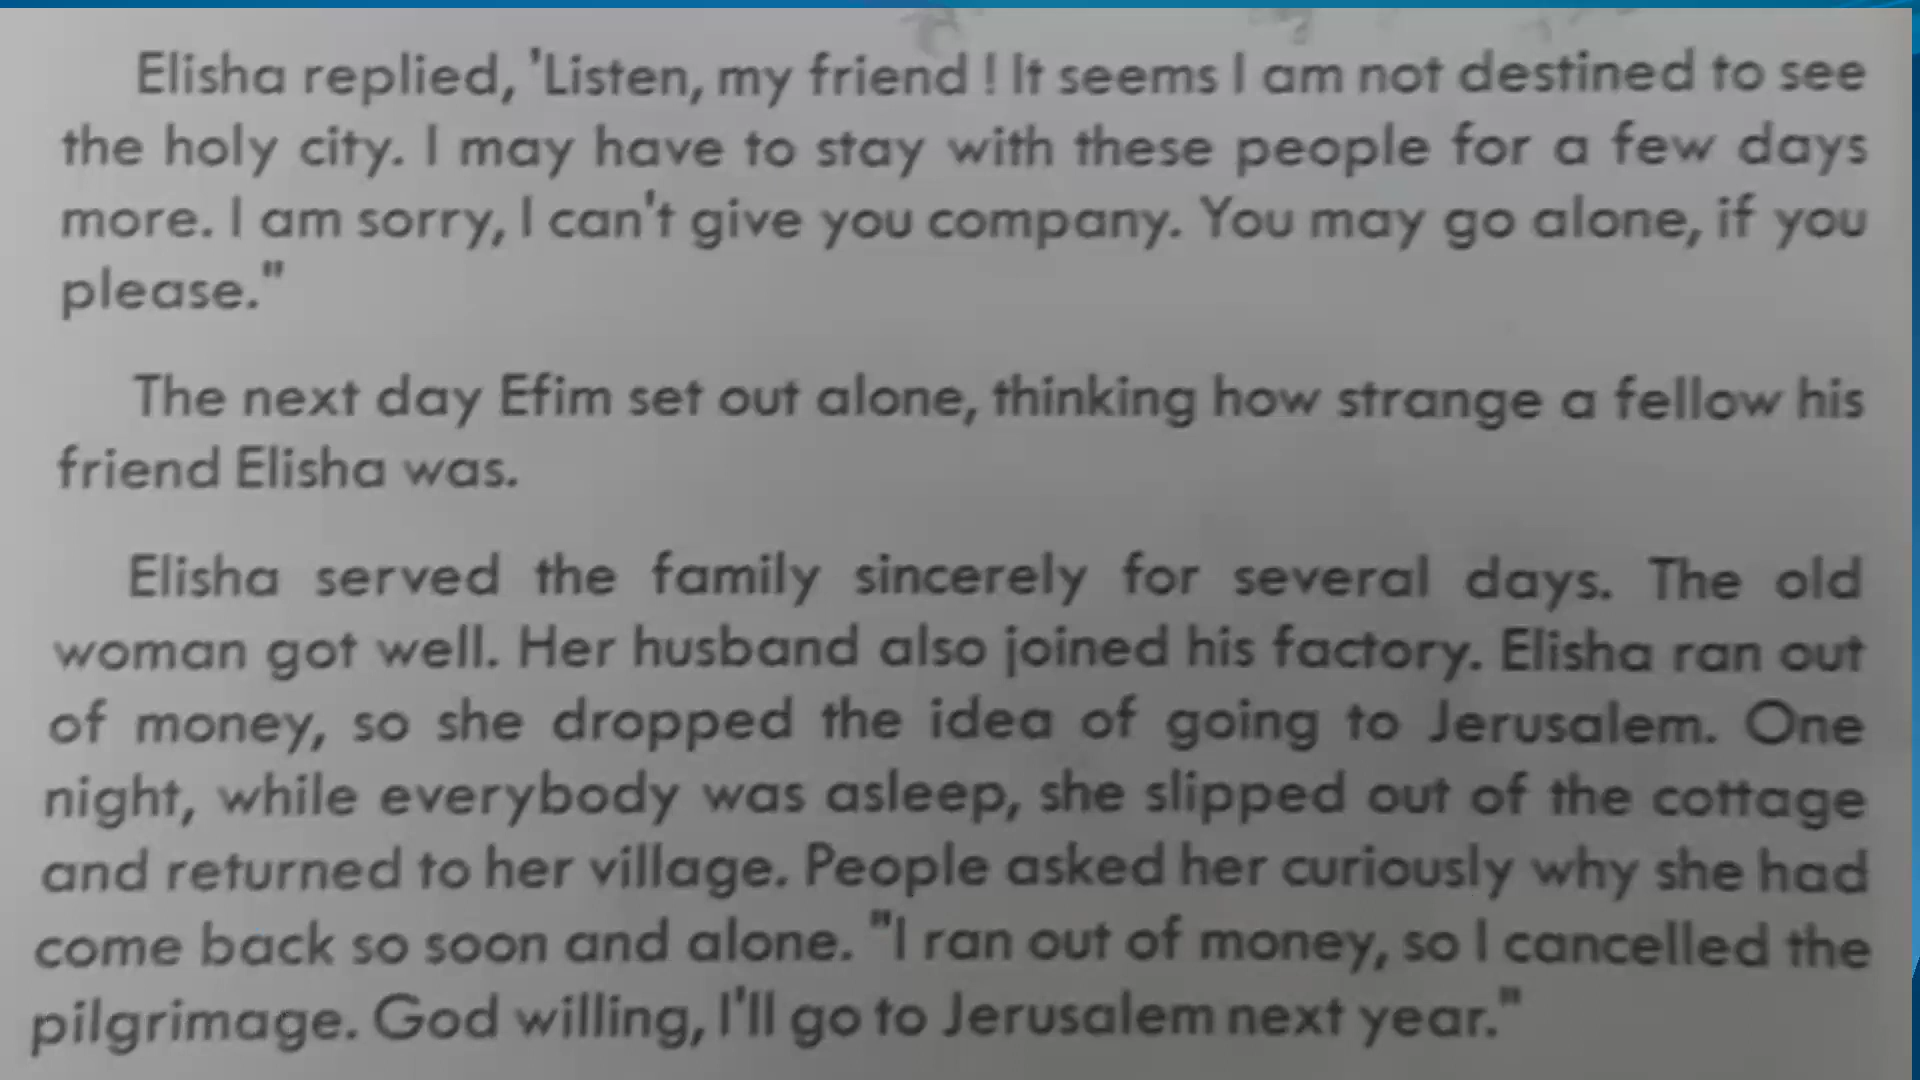 Elisha replied, 'Listen, my friend ! It seems I am not destined to see
the holy city. I may have to stay with these people for a few days
more. I am sorry, I can't give you company. You may go alone, if you
please."
The next day Efim set out alone, thinking how strange a fellow his
friend Elisha was.
Elisha served the family sincerely for several days. The old
woman got well. Her husband also joined his factory. Elisha ran out
of money, so she dropped the idea of going to Jerusalem. One
night, while everybody was asleep, she slipped out of the cottage
and returned to her village. People asked her curiously why she had
come back so soon and alone. "I ran out of money, so I cancelled the
pilgrimage. God willing, I'll go to Jerusalem next year."